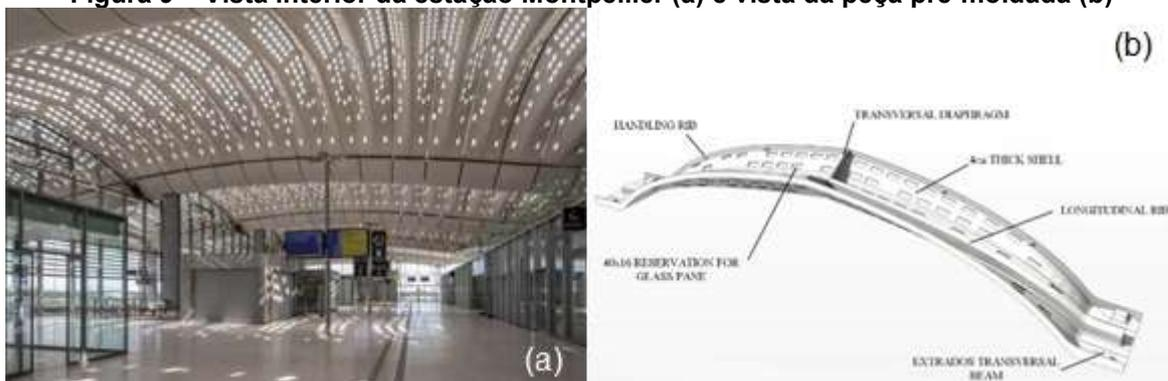 Figura – Vista interior da estação Montpellier (a) e vista da peça pré-moldada (b)
(b)
TRANSVERSAL DIAPHRAGM
HANDLING RIB
4cm THICK SHELL
LONGITUDINAL RIB
40x16 RESERVATION FOR
GLASS PANE
(a)
EXTRADOS TRANSVERSAL
BEAM